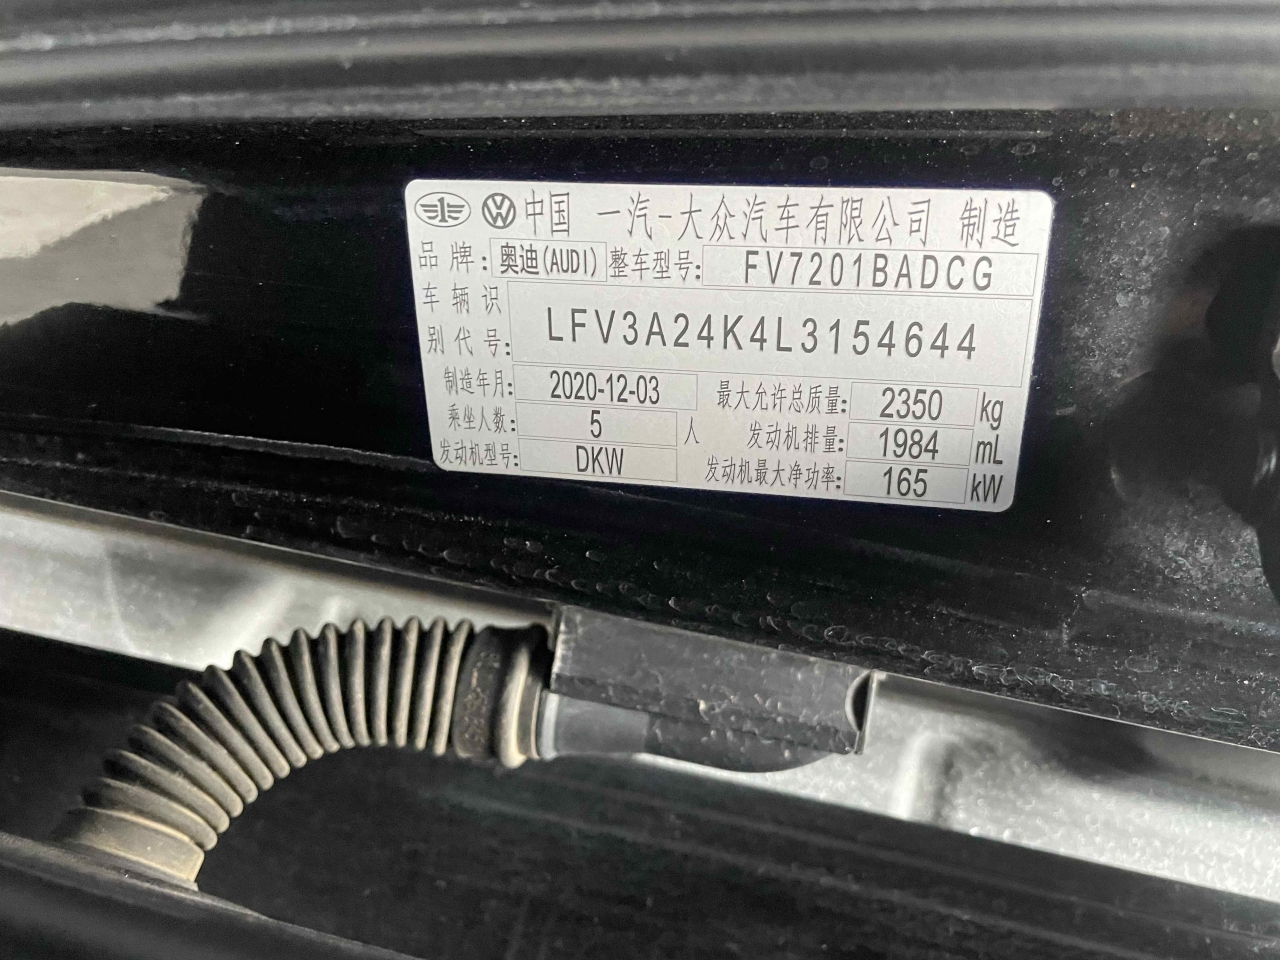 中国 一汽-大众汽车有限公司 制造
品牌: 奥迪(AUDI) 整车型号: FV7201BADCG
车辆识
别代号: LFV3A24K4L3154644
制造年月: 2020-12-03 最大允许总质量: 2350 kg
乘坐人数: 5 人 发动机排量: 1984 mL
发动机型号: DKW 发动机最大净功率: 165 kW